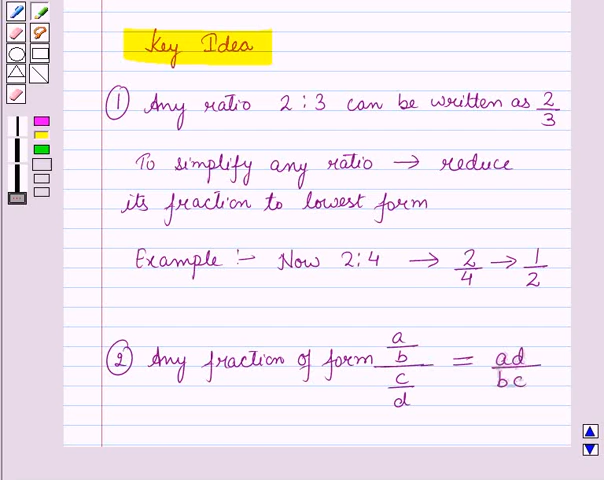 Key Idea
① Any ratio 2:3 can be written as 2/3
To simplify any ratio → reduce
its fraction to lowest form
Example :- Now 2:4 → 2/4 → 1/2
② Any fraction of form (a/b)/(c/d) = ad/bc